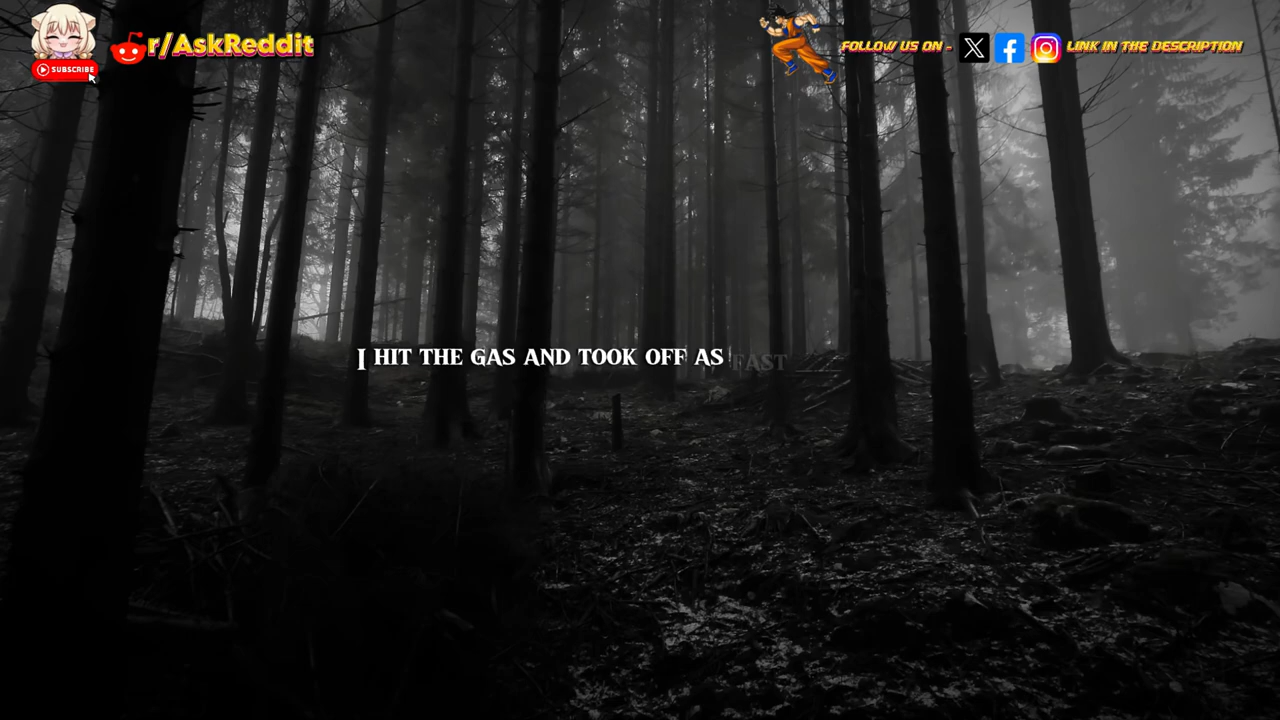 r/AskReddit
SUBSCRIBE
FOLLOW US ON -
LINK IN THE DESCRIPTION
I HIT THE GAS AND TOOK OFF AS FAST